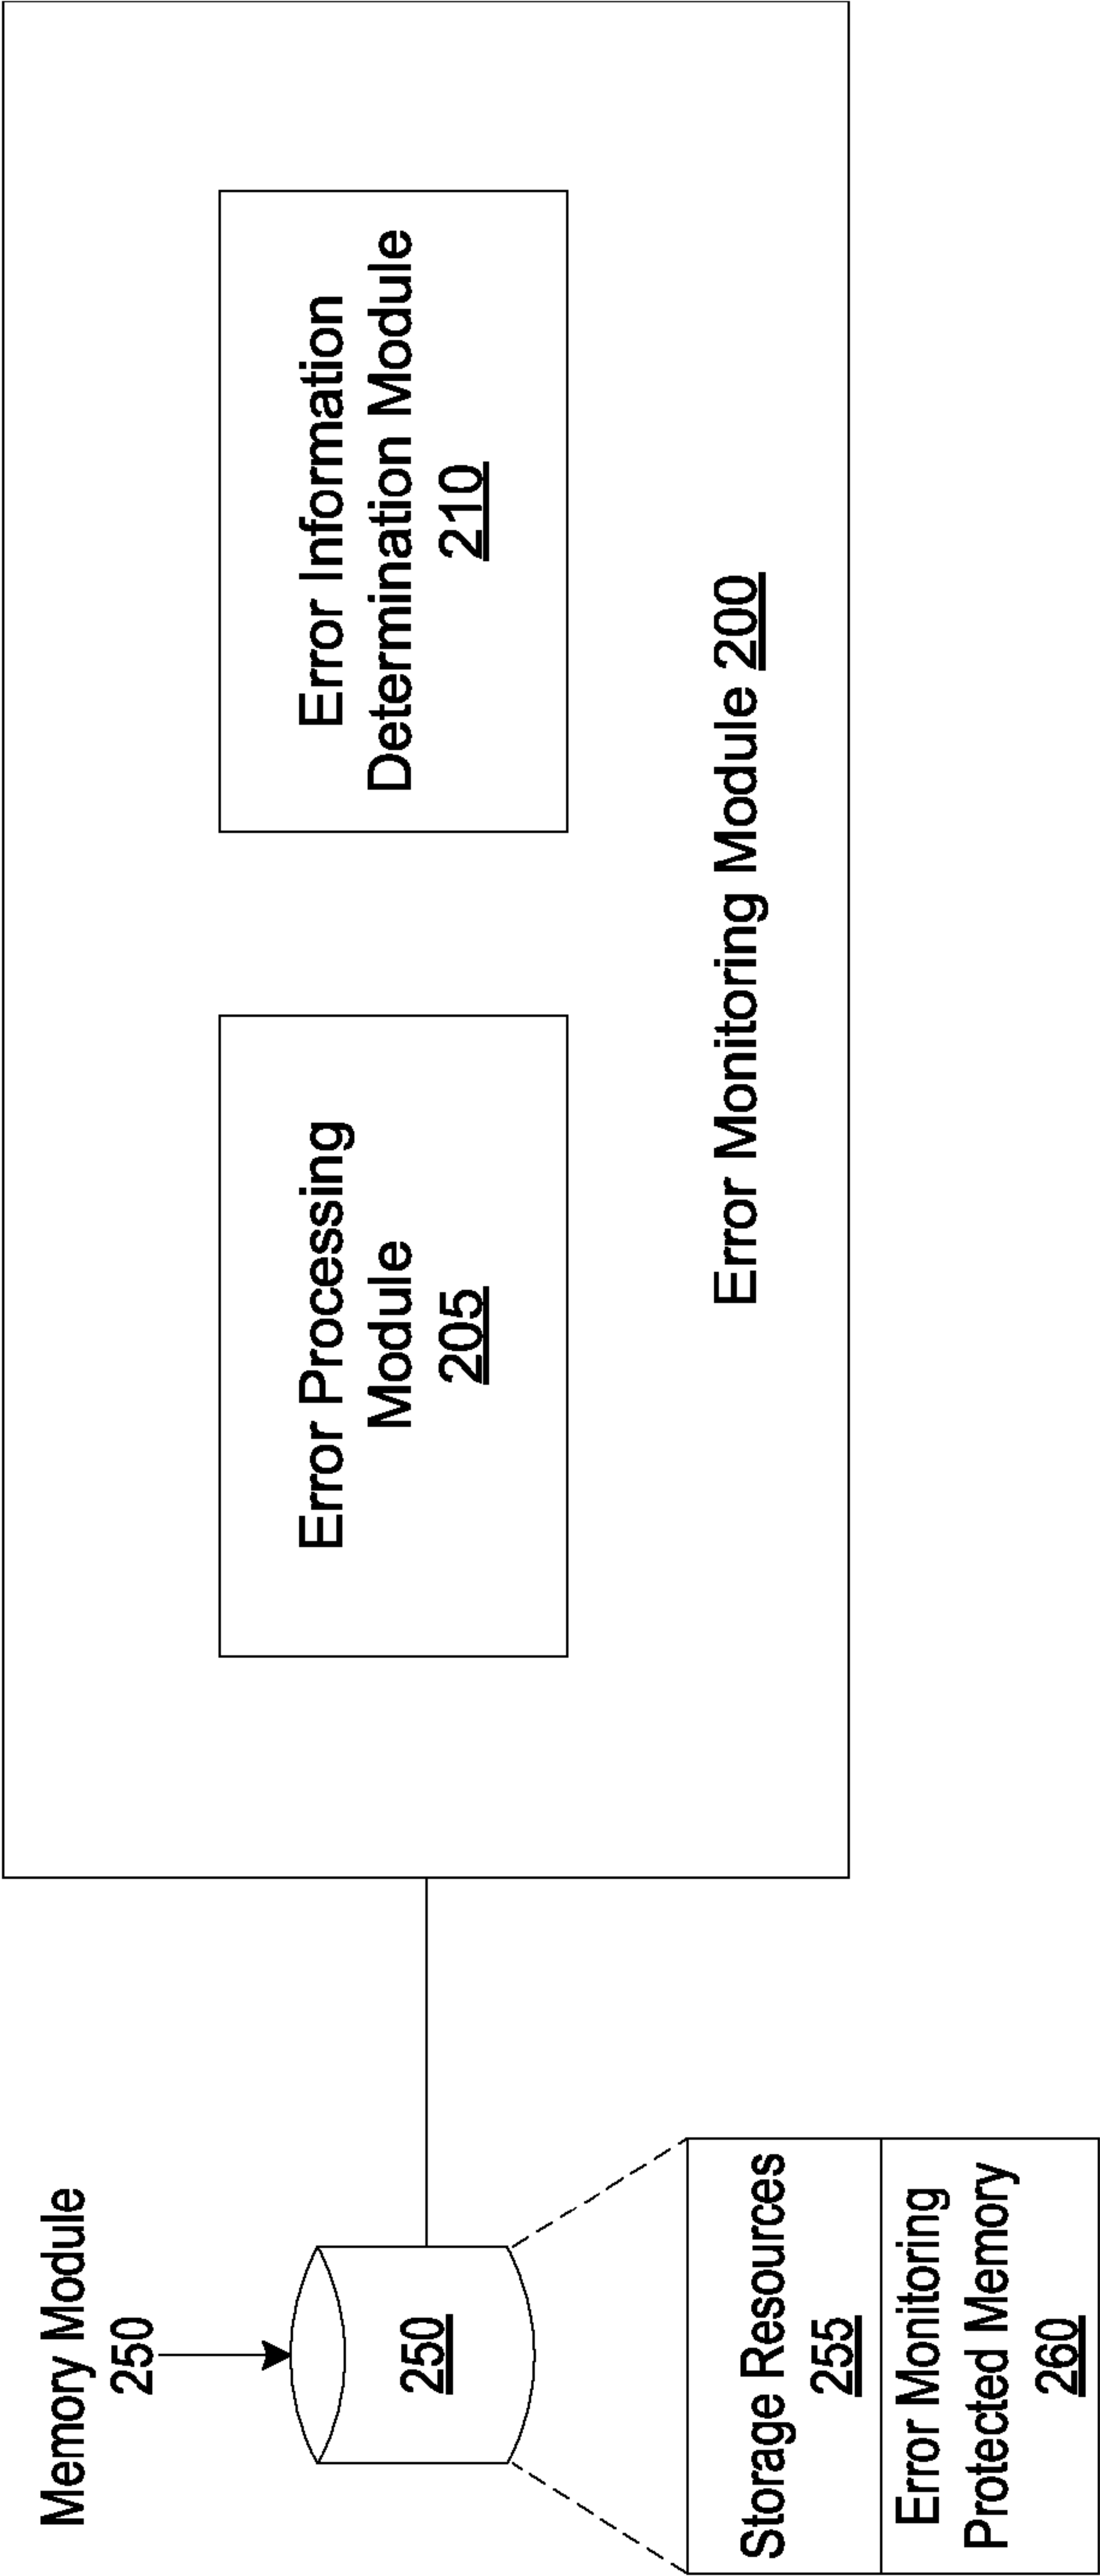 Memory Module
250
250
Storage Resources
255
Error Monitoring
Protected Memory
260
Error Processing
Module
205
Error Information
Determination Module
210
Error Monitoring Module 200